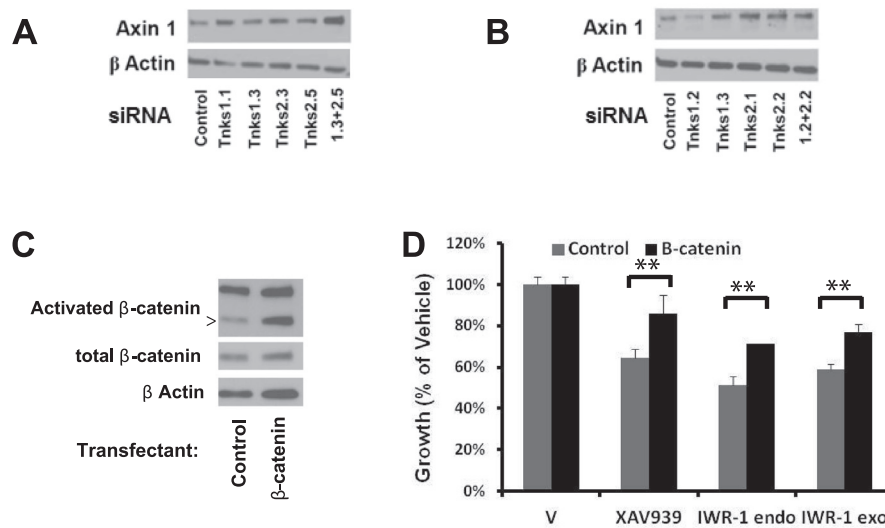 A
Axin 1
β Actin
siRNA
Control
Tnks1.1
Tnks1.3
Tnks2.3
Tnks2.5
1.3+2.5
B
Axin 1
β Actin
siRNA
Control
Tnks1.2
Tnks1.3
Tnks2.1
Tnks2.2
1.2+2.2
C
Activated β-catenin
>
total β-catenin
β Actin
Transfectant:
Control
β-catenin
D
Growth (% of Vehicle)
120%
100%
80%
60%
40%
20%
0%
Control B-catenin
**
**
**
V XAV939 IWR-1 endo IWR-1 exo